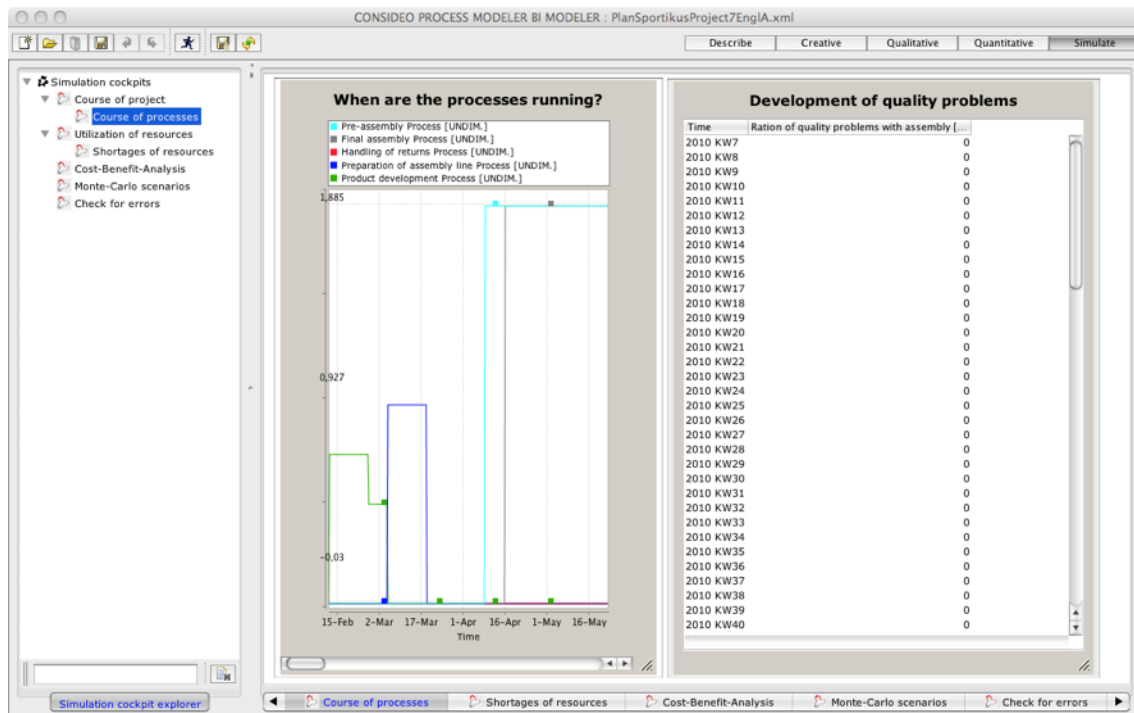 CONSIDEO PROCESS MODELER BI MODELER : PlanSportikusProject7EnglA.xml
Describe Creative Qualitative Quantitative Simulate
Simulation cockpits
Course of project
Course of processes
Utilization of resources
Shortages of resources
Cost-Benefit-Analysis
Monte-Carlo scenarios
Check for errors
When are the processes running?
Pre-assembly Process [UNDIM.]
Final assembly Process [UNDIM.]
Handling of returns Process [UNDIM.]
Preparation of assembly line Process [UNDIM.]
Product development Process [UNDIM.]
1,885
0,927
-0,03
15-Feb 2-Mar 17-Mar 1-Apr 16-Apr 1-May 16-May
Time
Development of quality problems
Time Ration of quality problems with assembly [...
2010 KW7 0
2010 KW8 0
2010 KW9 0
2010 KW10 0
2010 KW11 0
2010 KW12 0
2010 KW13 0
2010 KW14 0
2010 KW15 0
2010 KW16 0
2010 KW17 0
2010 KW18 0
2010 KW19 0
2010 KW20 0
2010 KW21 0
2010 KW22 0
2010 KW23 0
2010 KW24 0
2010 KW25 0
2010 KW26 0
2010 KW27 0
2010 KW28 0
2010 KW29 0
2010 KW30 0
2010 KW31 0
2010 KW32 0
2010 KW33 0
2010 KW34 0
2010 KW35 0
2010 KW36 0
2010 KW37 0
2010 KW38 0
2010 KW39 0
2010 KW40 0
Simulation cockpit explorer
Course of processes Shortages of resources Cost-Benefit-Analysis Monte-Carlo scenarios Check for errors